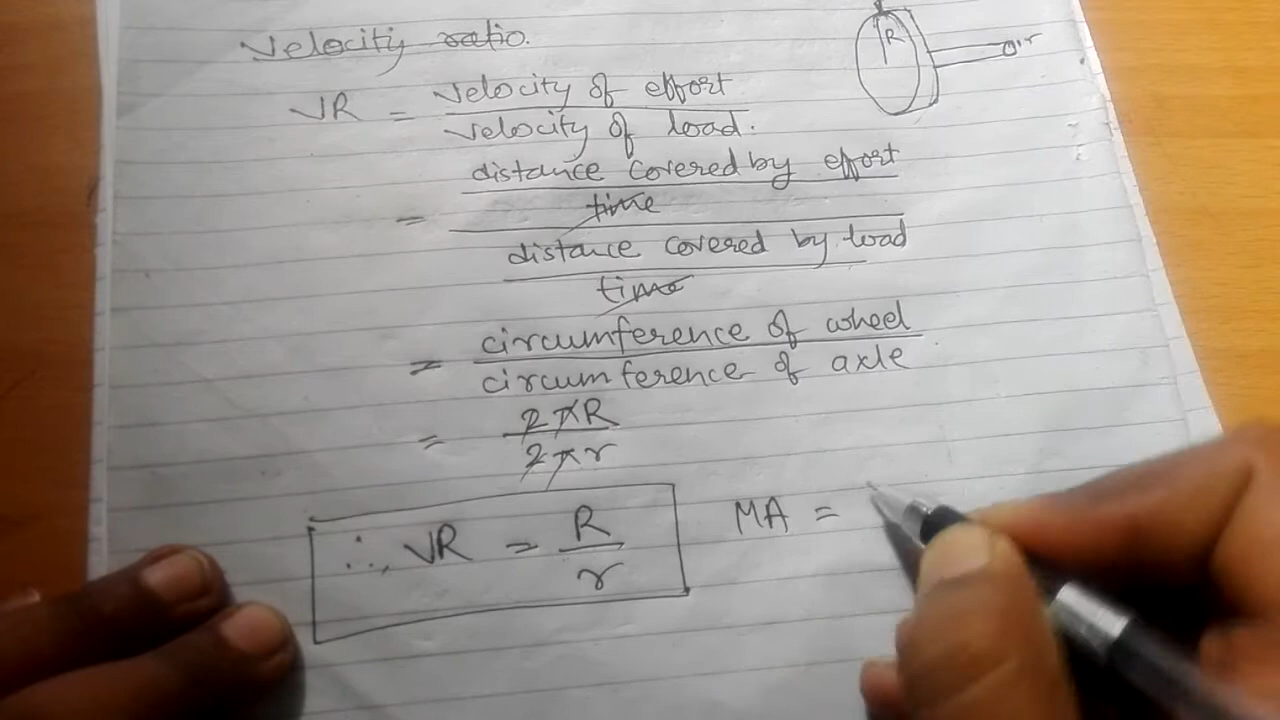 Velocity ratio.
R
r
VR = velocity of effort
velocity of load.
distance covered by effort
= time
distance covered by load
time
= circumference of wheel
circumference of axle
= 2πR
2πr
∴, VR = R
r
MA =